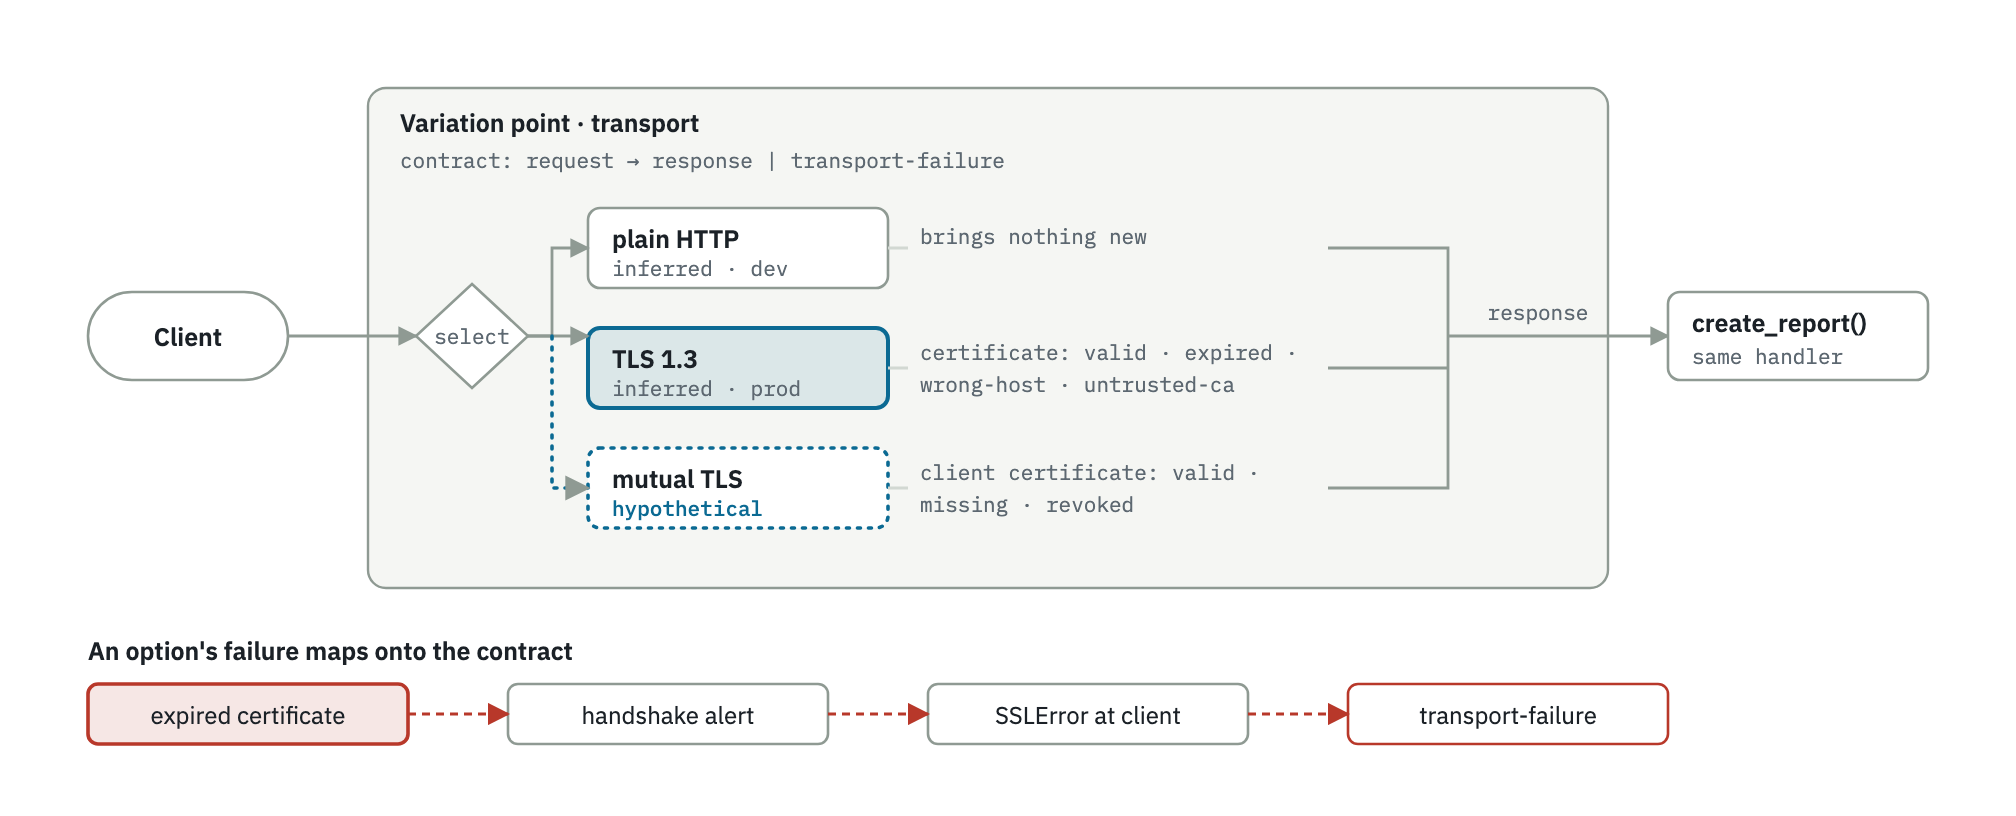 Variation point · transport
contract: request → response | transport-failure
Client
select
plain HTTP
inferred · dev
brings nothing new
TLS 1.3
inferred · prod
certificate: valid · expired ·
wrong-host · untrusted-ca
mutual TLS
hypothetical
client certificate: valid ·
missing · revoked
response
create_report()
same handler
An option's failure maps onto the contract
expired certificate
handshake alert
SSLError at client
transport-failure